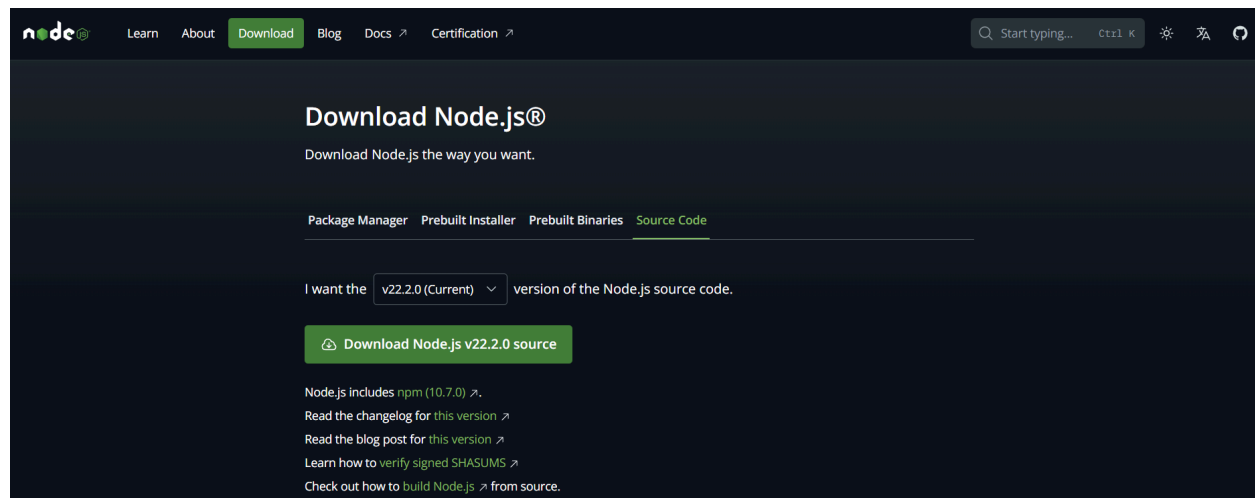 node js
Learn About Download Blog Docs ↗ Certification ↗ Start typing... Ctrl K
Download Node.js®
Download Node.js the way you want.
Package Manager Prebuilt Installer Prebuilt Binaries Source Code
I want the v22.2.0 (Current) version of the Node.js source code.
Download Node.js v22.2.0 source
Node.js includes npm (10.7.0) ↗.
Read the changelog for this version ↗
Read the blog post for this version ↗
Learn how to verify signed SHASUMS ↗
Check out how to build Node.js ↗ from source.